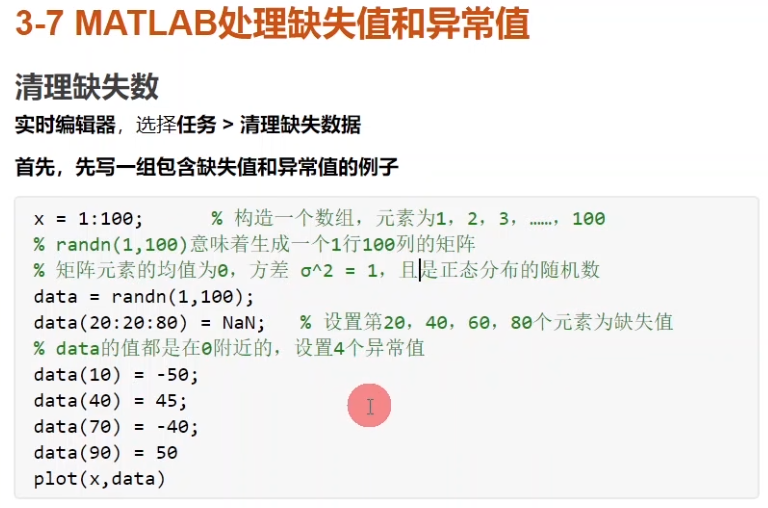 3-7 MATLAB处理缺失值和异常值
清理缺失数
实时编辑器，选择任务 > 清理缺失数据
首先，先写一组包含缺失值和异常值的例子
x = 1:100;      % 构造一个数组，元素为1，2，3，……，100
% randn(1,100)意味着生成一个1行100列的矩阵
% 矩阵元素的均值为0，方差 σ^2 = 1，且是正态分布的随机数
data = randn(1,100);
data(20:20:80) = NaN;   % 设置第20，40，60，80个元素为缺失值
% data的值都是在0附近的，设置4个异常值
data(10) = -50;
data(40) = 45;
data(70) = -40;
data(90) = 50
plot(x,data)